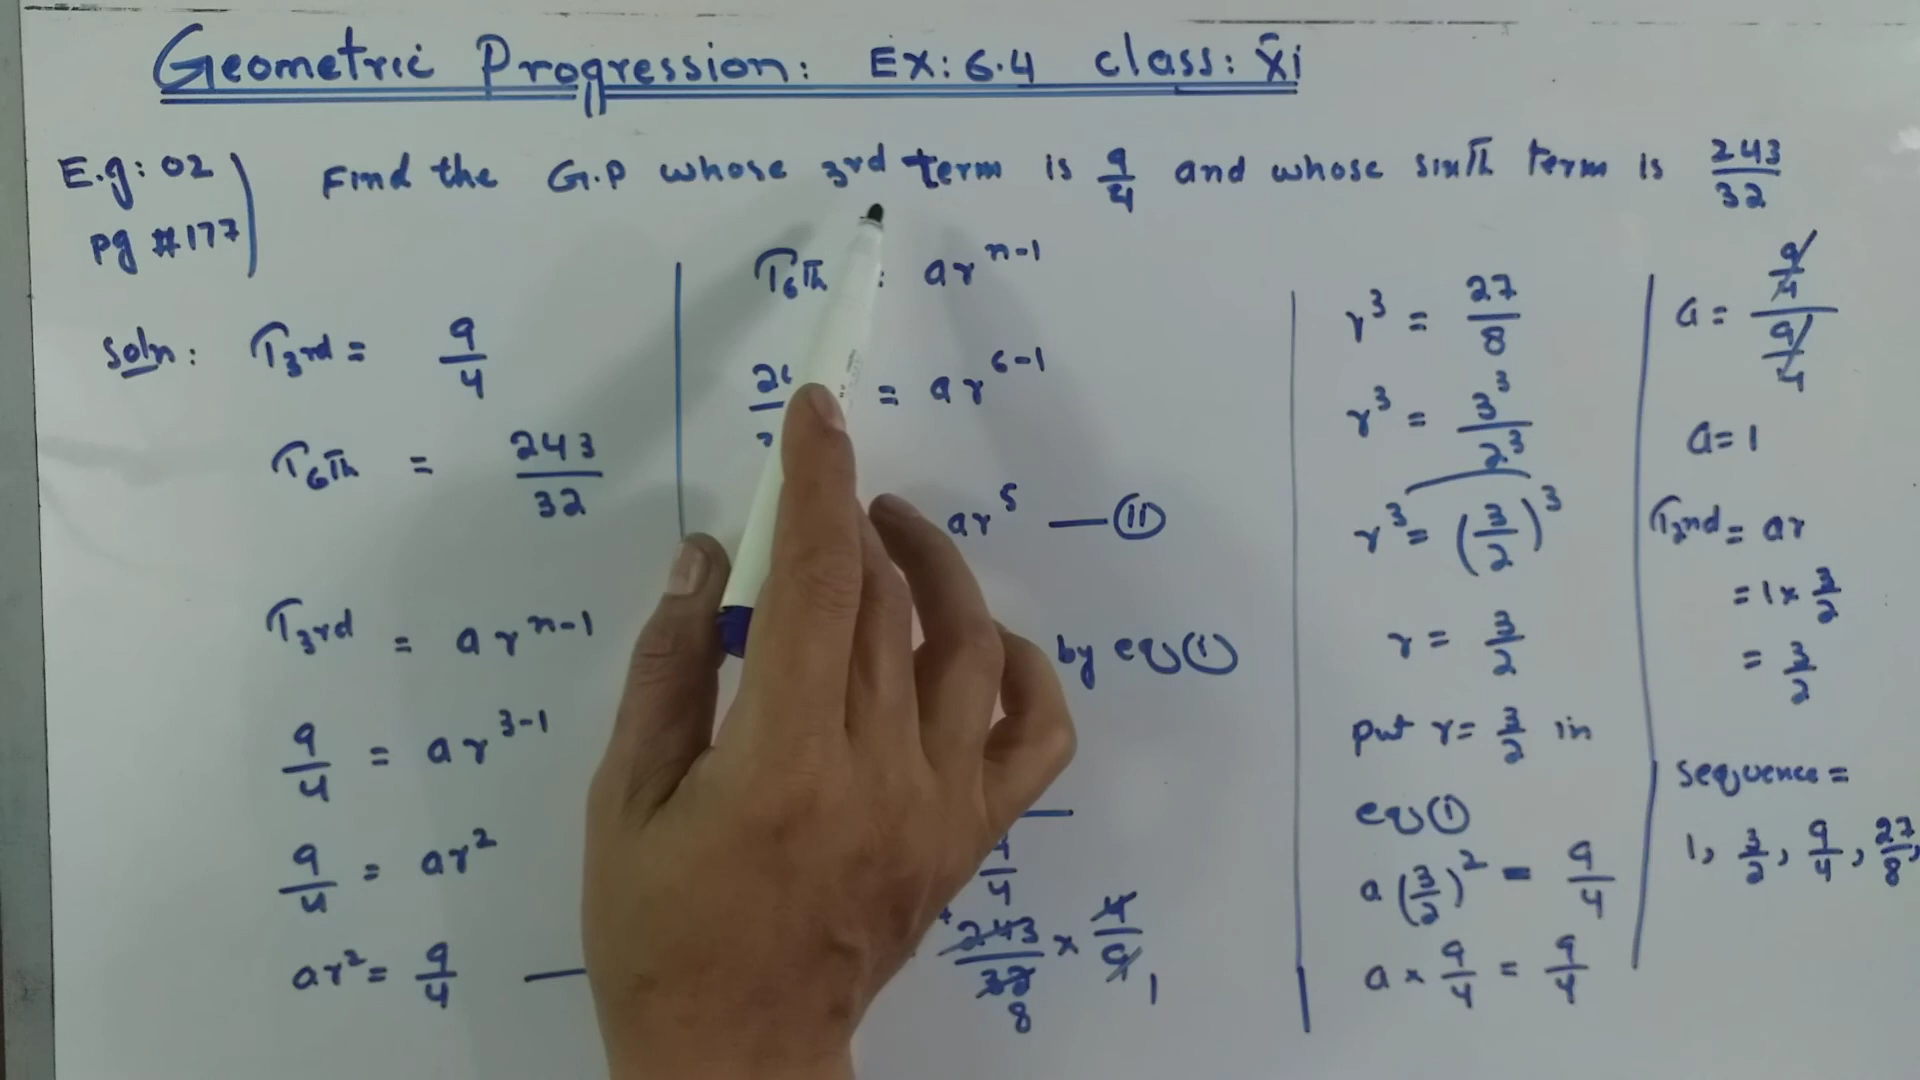 Geometric Progression: Ex: 6.4 class: XI
E.g: 02
pg #177
Find the G.P whose 3rd term is 9/4 and whose sixth term is 243/32
Soln: T3rd = 9/4
T6th = 243/32
T3rd = ar^n-1
9/4 = ar^3-1
9/4 = ar^2
ar^2 = 9/4 —
T6th : ar^n-1
= ar^6-1
ar^5 — (ii)
by eq (i)
243/32 × 4/9
8 1
r^3 = 27/8
r^3 = 3^3/2^3
r^3 = (3/2)^3
r = 3/2
put r = 3/2 in
eq (i)
a(3/2)^2 = 9/4
a × 9/4 = 9/4
a = 9/4 / 9/4
a = 1
T2nd = ar
= 1 × 3/2
= 3/2
sequence =
1, 3/2, 9/4, 27/8,